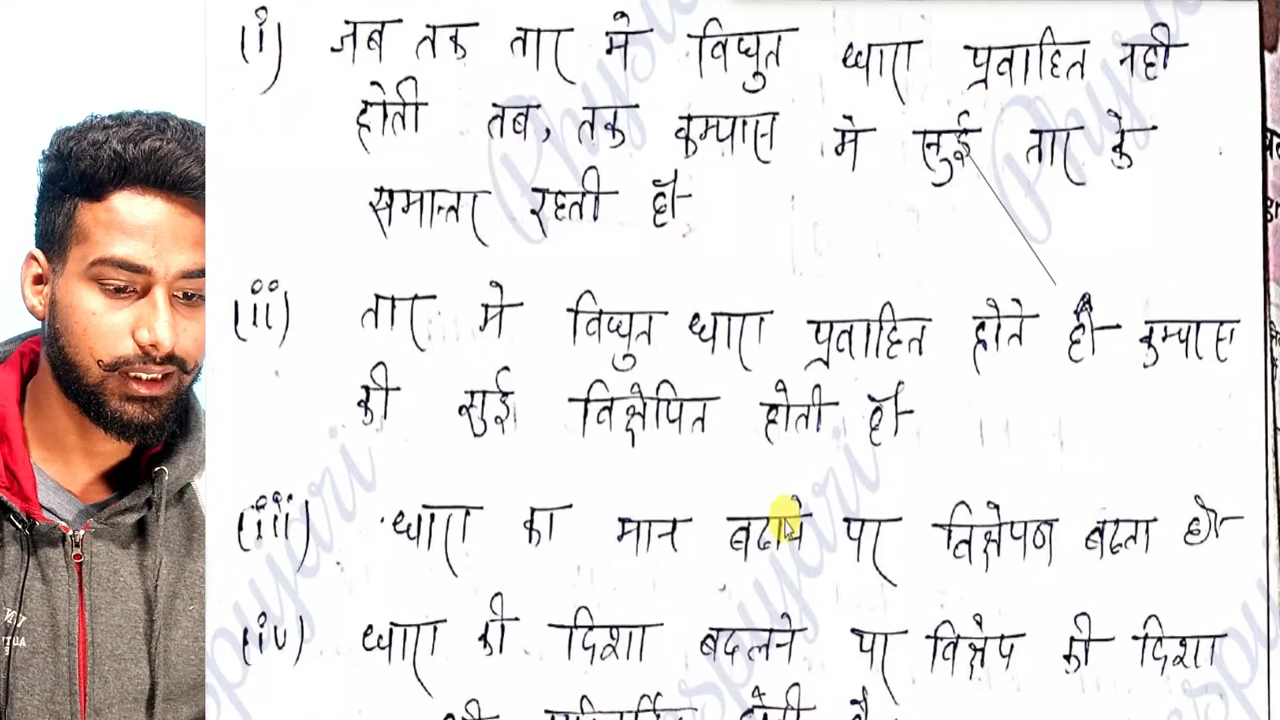 (i) जब तक तार मे विधुत धारा प्रवाहित नही
होती तब, तक कम्पास मे सुई तार के
समान्तर रहती है
(ii) तार मे विधुत धारा प्रवाहित होते ही कम्पास
की सुई विक्षेपित होती है
(iii) धारा का मान बढाने पर विक्षेपण बढता है
(iv) धारा की दिशा बदलने पर विक्षेप की दिशा